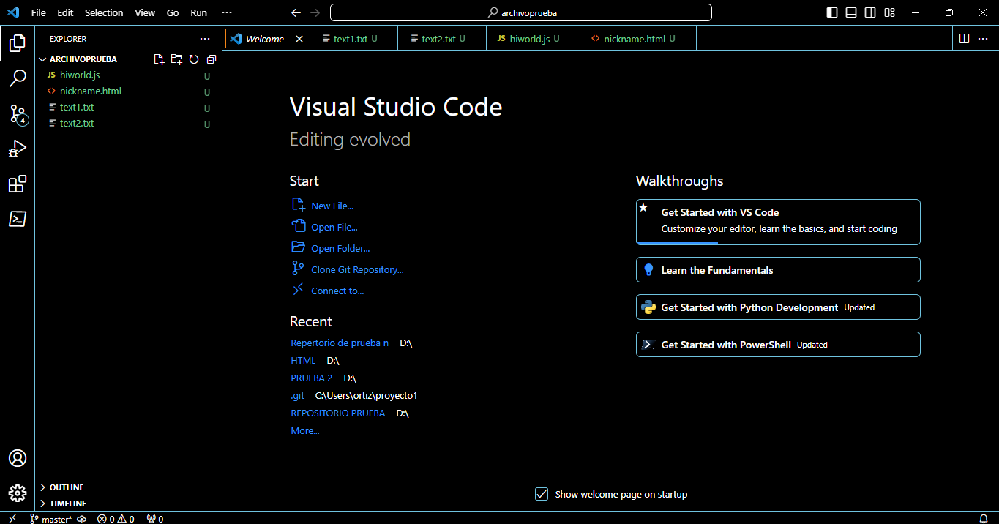 File Edit Selection View Go Run ···
archivoprueba
EXPLORER
ARCHIVOPRUEBA
JS hiworld.js U
<> nickname.html U
text1.txt U
text2.txt U
4
OUTLINE
TIMELINE
Welcome
text1.txt U
text2.txt U
JS hiworld.js U
<> nickname.html U
Visual Studio Code
Editing evolved
Start
New File...
Open File...
Open Folder...
Clone Git Repository...
Connect to...
Recent
Repertorio de prueba n D:\
HTML D:\
PRUEBA 2 D:\
.git C:\Users\ortiz\proyecto1
REPOSITORIO PRUEBA D:\
More...
Walkthroughs
Get Started with VS Code
Customize your editor, learn the basics, and start coding
Learn the Fundamentals
Get Started with Python Development Updated
Get Started with PowerShell Updated
Show welcome page on startup
master* 0 0 0